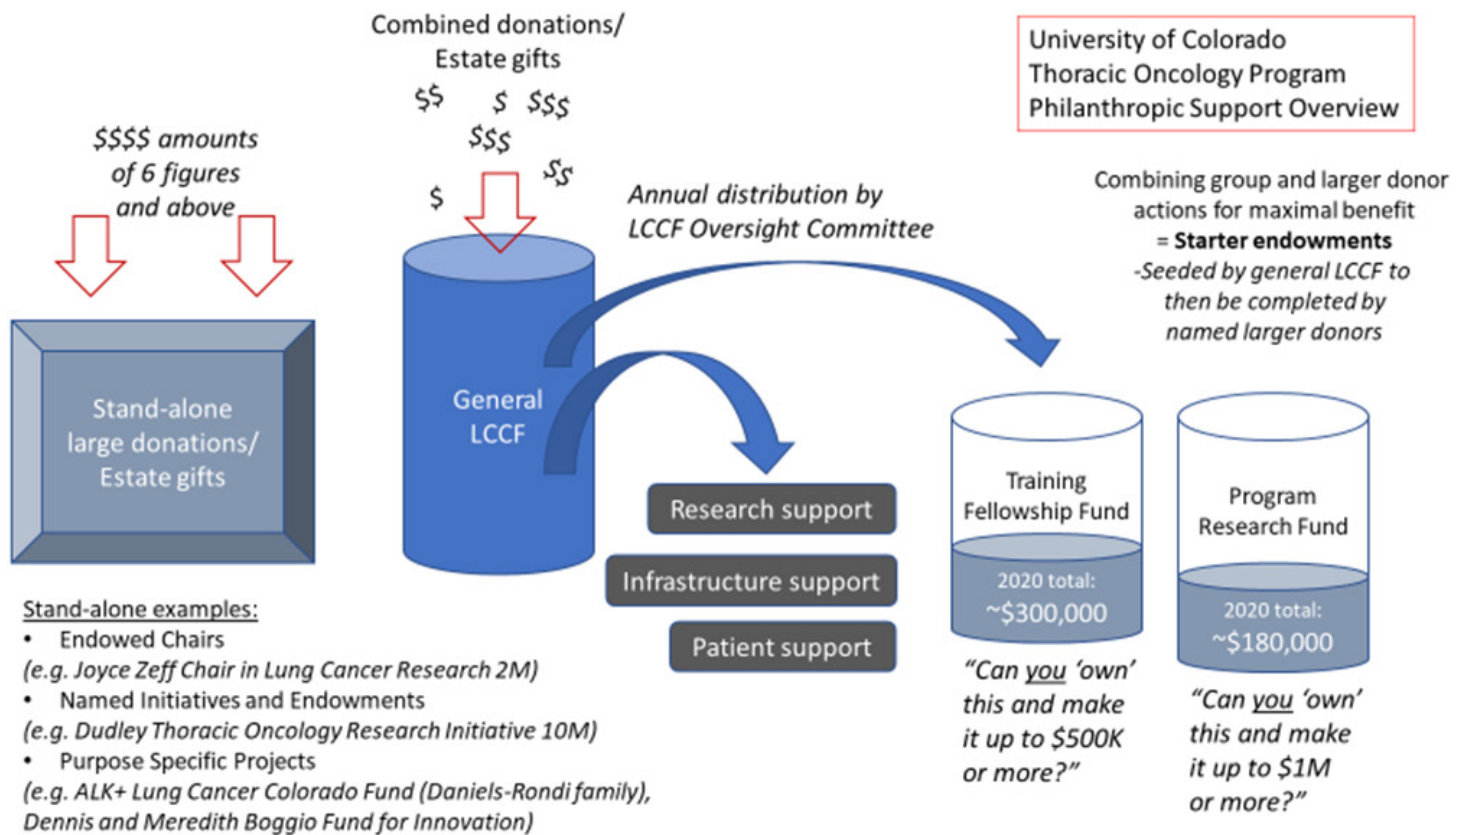 Combined donations/
Estate gifts
$$ $ $$$
$$$
$$
$
University of Colorado
Thoracic Oncology Program
Philanthropic Support Overview
$$$$ amounts
of 6 figures
and above
Annual distribution by
LCCF Oversight Committee
Combining group and larger donor
actions for maximal benefit
= Starter endowments
-Seeded by general LCCF to
then be completed by
named larger donors
Stand-alone
large donations/
Estate gifts
General
LCCF
Research support
Infrastructure support
Patient support
Training
Fellowship Fund
2020 total:
~$300,000
"Can you 'own'
this and make
it up to $500K
or more?"
Program
Research Fund
2020 total:
~$180,000
"Can you 'own'
this and make
it up to $1M
or more?"
Stand-alone examples:
• Endowed Chairs
(e.g. Joyce Zeff Chair in Lung Cancer Research 2M)
• Named Initiatives and Endowments
(e.g. Dudley Thoracic Oncology Research Initiative 10M)
• Purpose Specific Projects
(e.g. ALK+ Lung Cancer Colorado Fund (Daniels-Rondi family),
Dennis and Meredith Boggio Fund for Innovation)